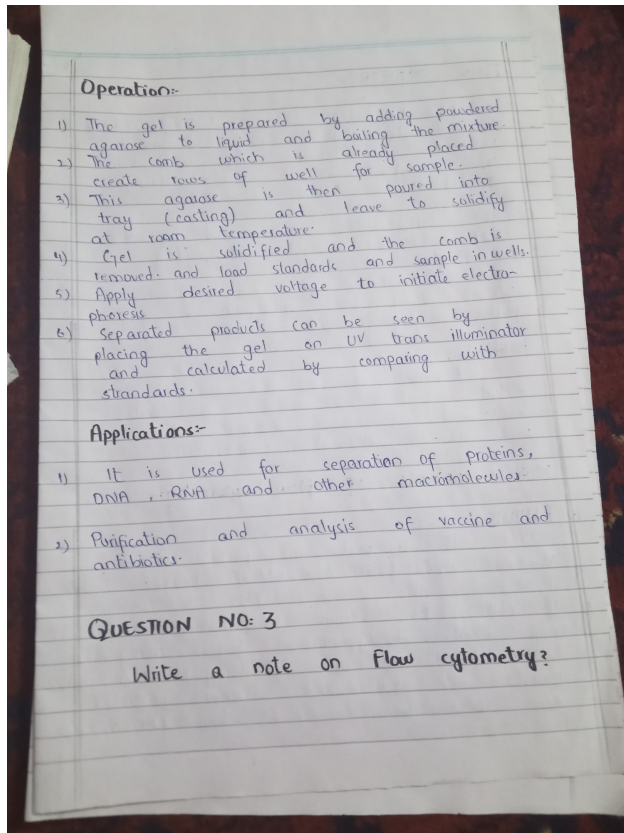 Operation:-
1) The gel is prepared by adding powdered
agarose to liquid and boiling the mixture.
2) The comb which is already placed
create rows of well for sample.
3) This agarose is then poured into
tray (casting) and leave to solidify
at room temperature.
4) Gel is solidified and the comb is
removed. and load standards and sample in wells.
5) Apply desired voltage to initiate electro-
phoresis
6) Separated products can be seen by
placing the gel on UV trans illuminator
and calculated by comparing with
strandards.
Applications:-
1) It is used for separation of proteins,
DNA, RNA and other macromolecules.
2) Purification and analysis of vaccine and
antibiotics.
QUESTION NO: 3
Write a note on Flow cytometry?